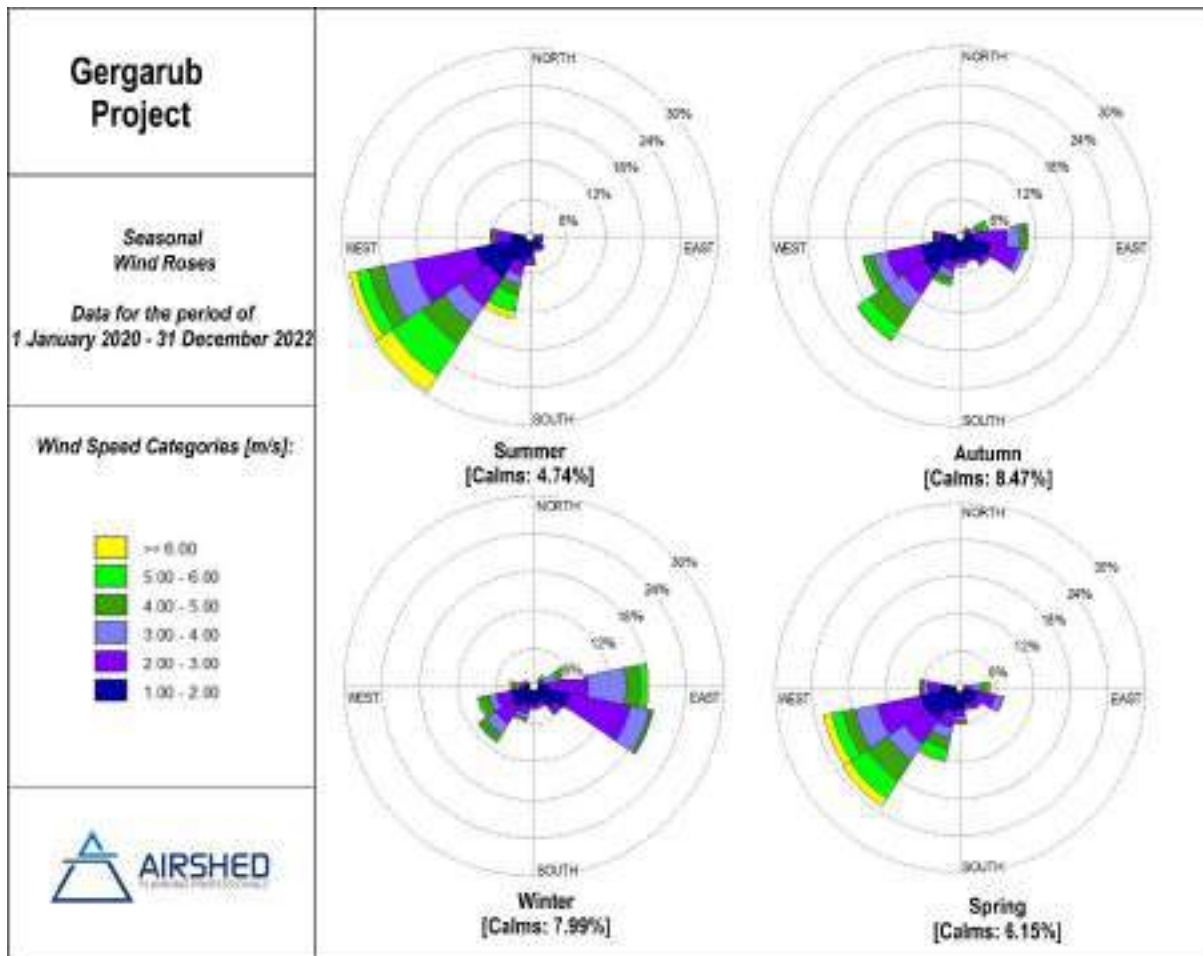 Gergarub
Project
Seasonal
Wind Roses
Data for the period of
1 January 2020 - 31 December 2022
Wind Speed Categories [m/s]:
>= 6.00
5.00 - 6.00
4.00 - 5.00
3.00 - 4.00
2.00 - 3.00
1.00 - 2.00
AIRSHED
PLANNING PROFESSIONALS
NORTH
30%
24%
18%
12%
6%
WEST
EAST
SOUTH
Summer
[Calms: 4.74%]
NORTH
30%
24%
18%
12%
6%
WEST
EAST
SOUTH
Autumn
[Calms: 8.47%]
NORTH
30%
24%
18%
12%
6%
WEST
EAST
SOUTH
Winter
[Calms: 7.99%]
NORTH
30%
24%
18%
12%
6%
WEST
EAST
SOUTH
Spring
[Calms: 6.15%]